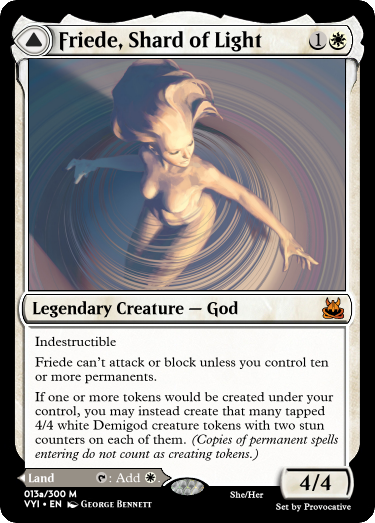 Friede, Shard of Light 1
Legendary Creature — God
Indestructible
Friede can't attack or block unless you control ten
or more permanents.
If one or more tokens would be created under your
control, you may instead create that many tapped
4/4 white Demigod creature tokens with two stun
counters on each of them. (Copies of permanent spells
entering do not count as creating tokens.)
Land : Add .
4/4
013a/300 M
VYI • EN GEORGE BENNETT
She/Her
Set by Provocative